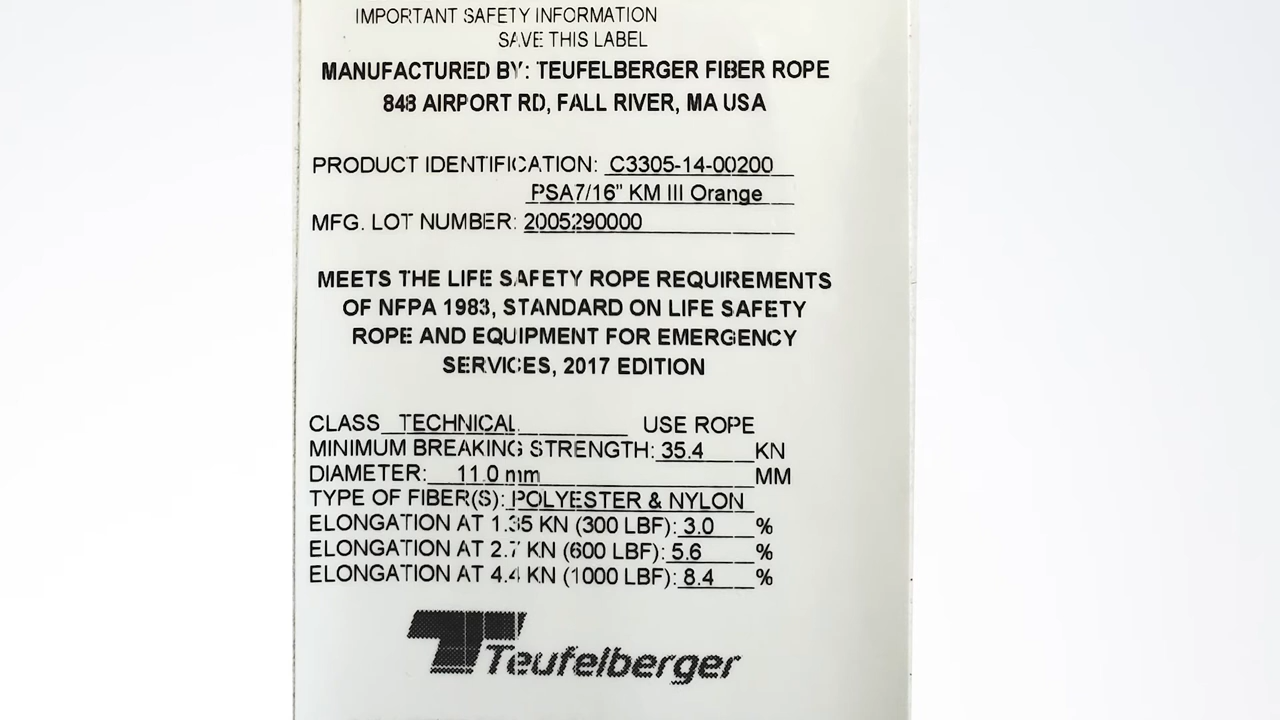 IMPORTANT SAFETY INFORMATION
SAVE THIS LABEL
MANUFACTURED BY: TEUFELBERGER FIBER ROPE
848 AIRPORT RD, FALL RIVER, MA USA
PRODUCT IDENTIFICATION: C3305-14-00200
PSA7/16" KM III Orange
MFG. LOT NUMBER: 2005290000
MEETS THE LIFE SAFETY ROPE REQUIREMENTS
OF NFPA 1983, STANDARD ON LIFE SAFETY
ROPE AND EQUIPMENT FOR EMERGENCY
SERVICES, 2017 EDITION
CLASS TECHNICAL USE ROPE
MINIMUM BREAKING STRENGTH: 35.4 KN
DIAMETER: 11.0 mm MM
TYPE OF FIBER(S): POLYESTER & NYLON
ELONGATION AT 1.35 KN (300 LBF): 3.0 %
ELONGATION AT 2.7 KN (600 LBF): 5.6 %
ELONGATION AT 4.4 KN (1000 LBF): 8.4 %
Teufelberger